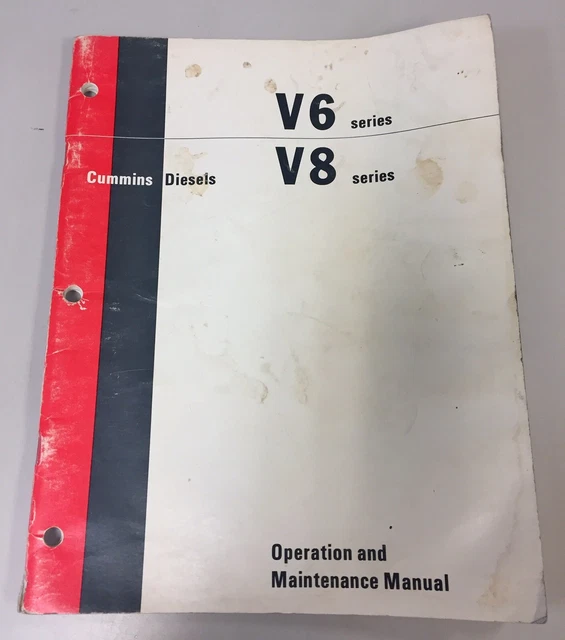 V6 series
Cummins Diesels
V8 series
Operation and
Maintenance Manual